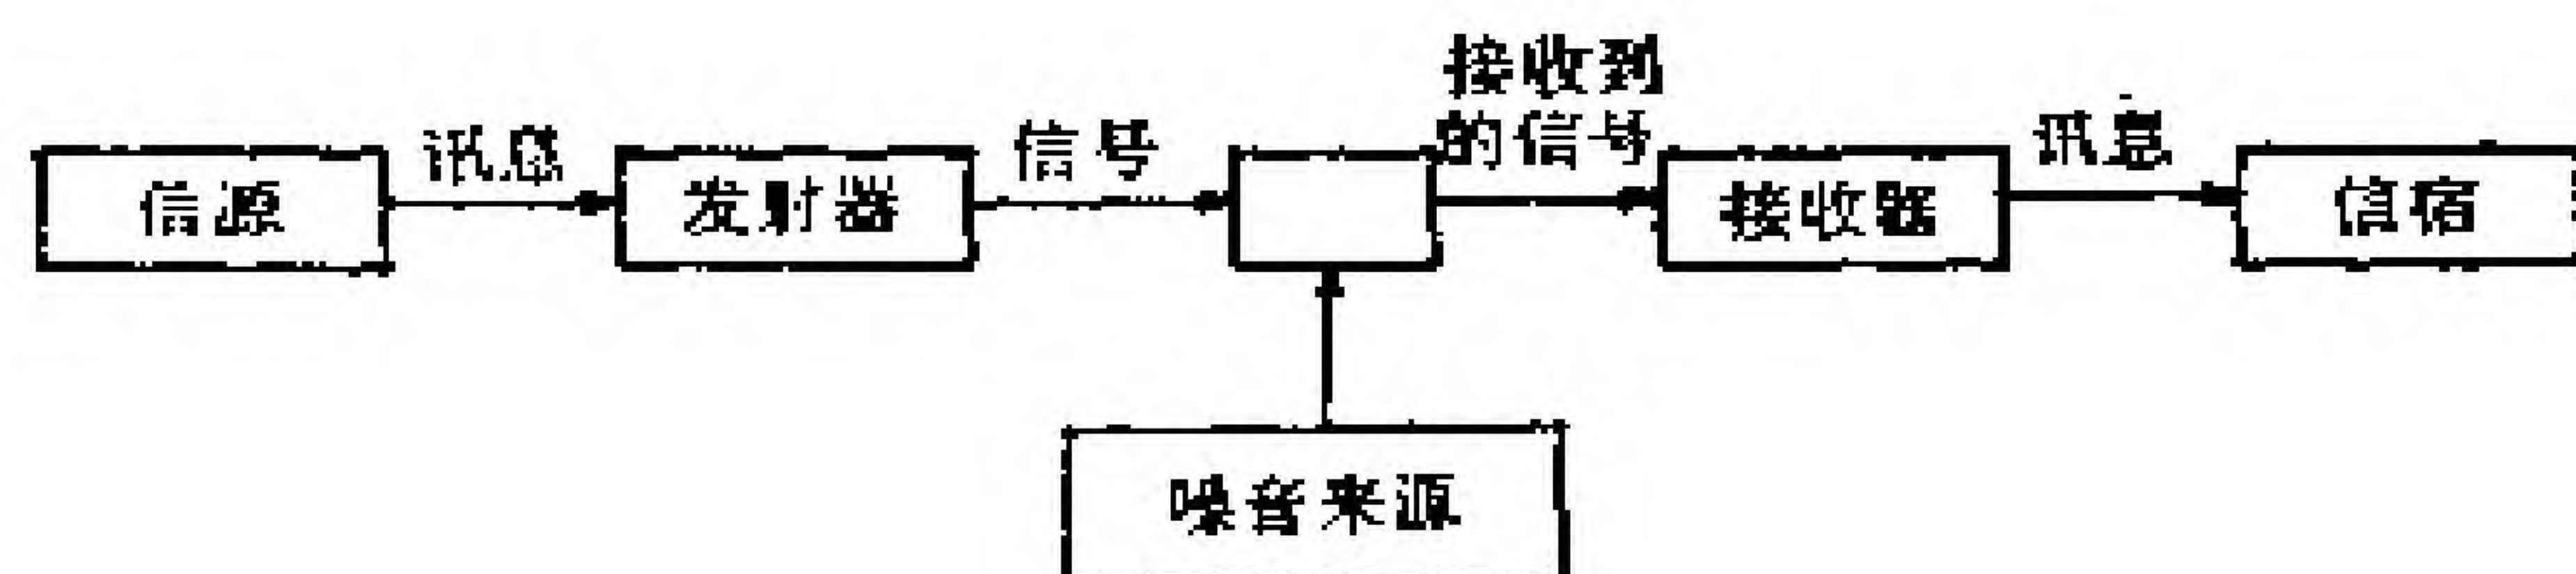 接收到
的信号
讯息
信号
讯息
信源
发射器
接收器
信宿
噪音来源